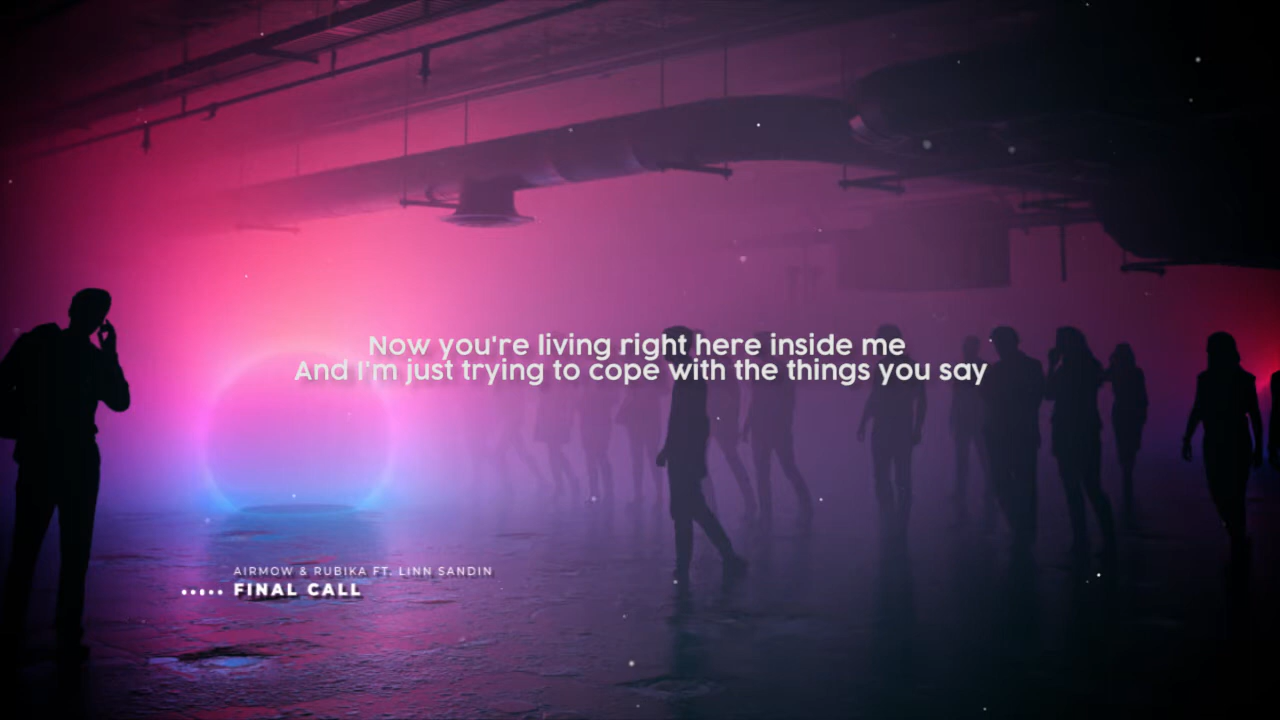 Now you're living right here inside me
And I'm just trying to cope with the things you say
AIRMOW & RUBIKA FT. LINN SANDIN
FINAL CALL